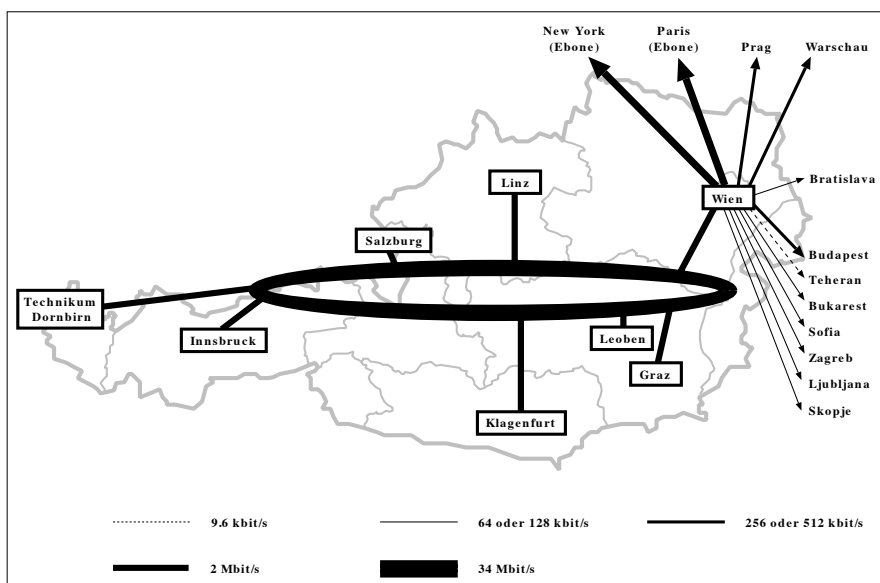 New York
(Ebone)
Paris
(Ebone)
Prag
Warschau
Bratislava
Linz
Wien
Salzburg
Budapest
Teheran
Technikum
Dornbirn
Bukarest
Innsbruck
Leoben
Sofia
Graz
Zagreb
Ljubljana
Klagenfurt
Skopje
9.6 kbit/s
64 oder 128 kbit/s
256 oder 512 kbit/s
2 Mbit/s
34 Mbit/s